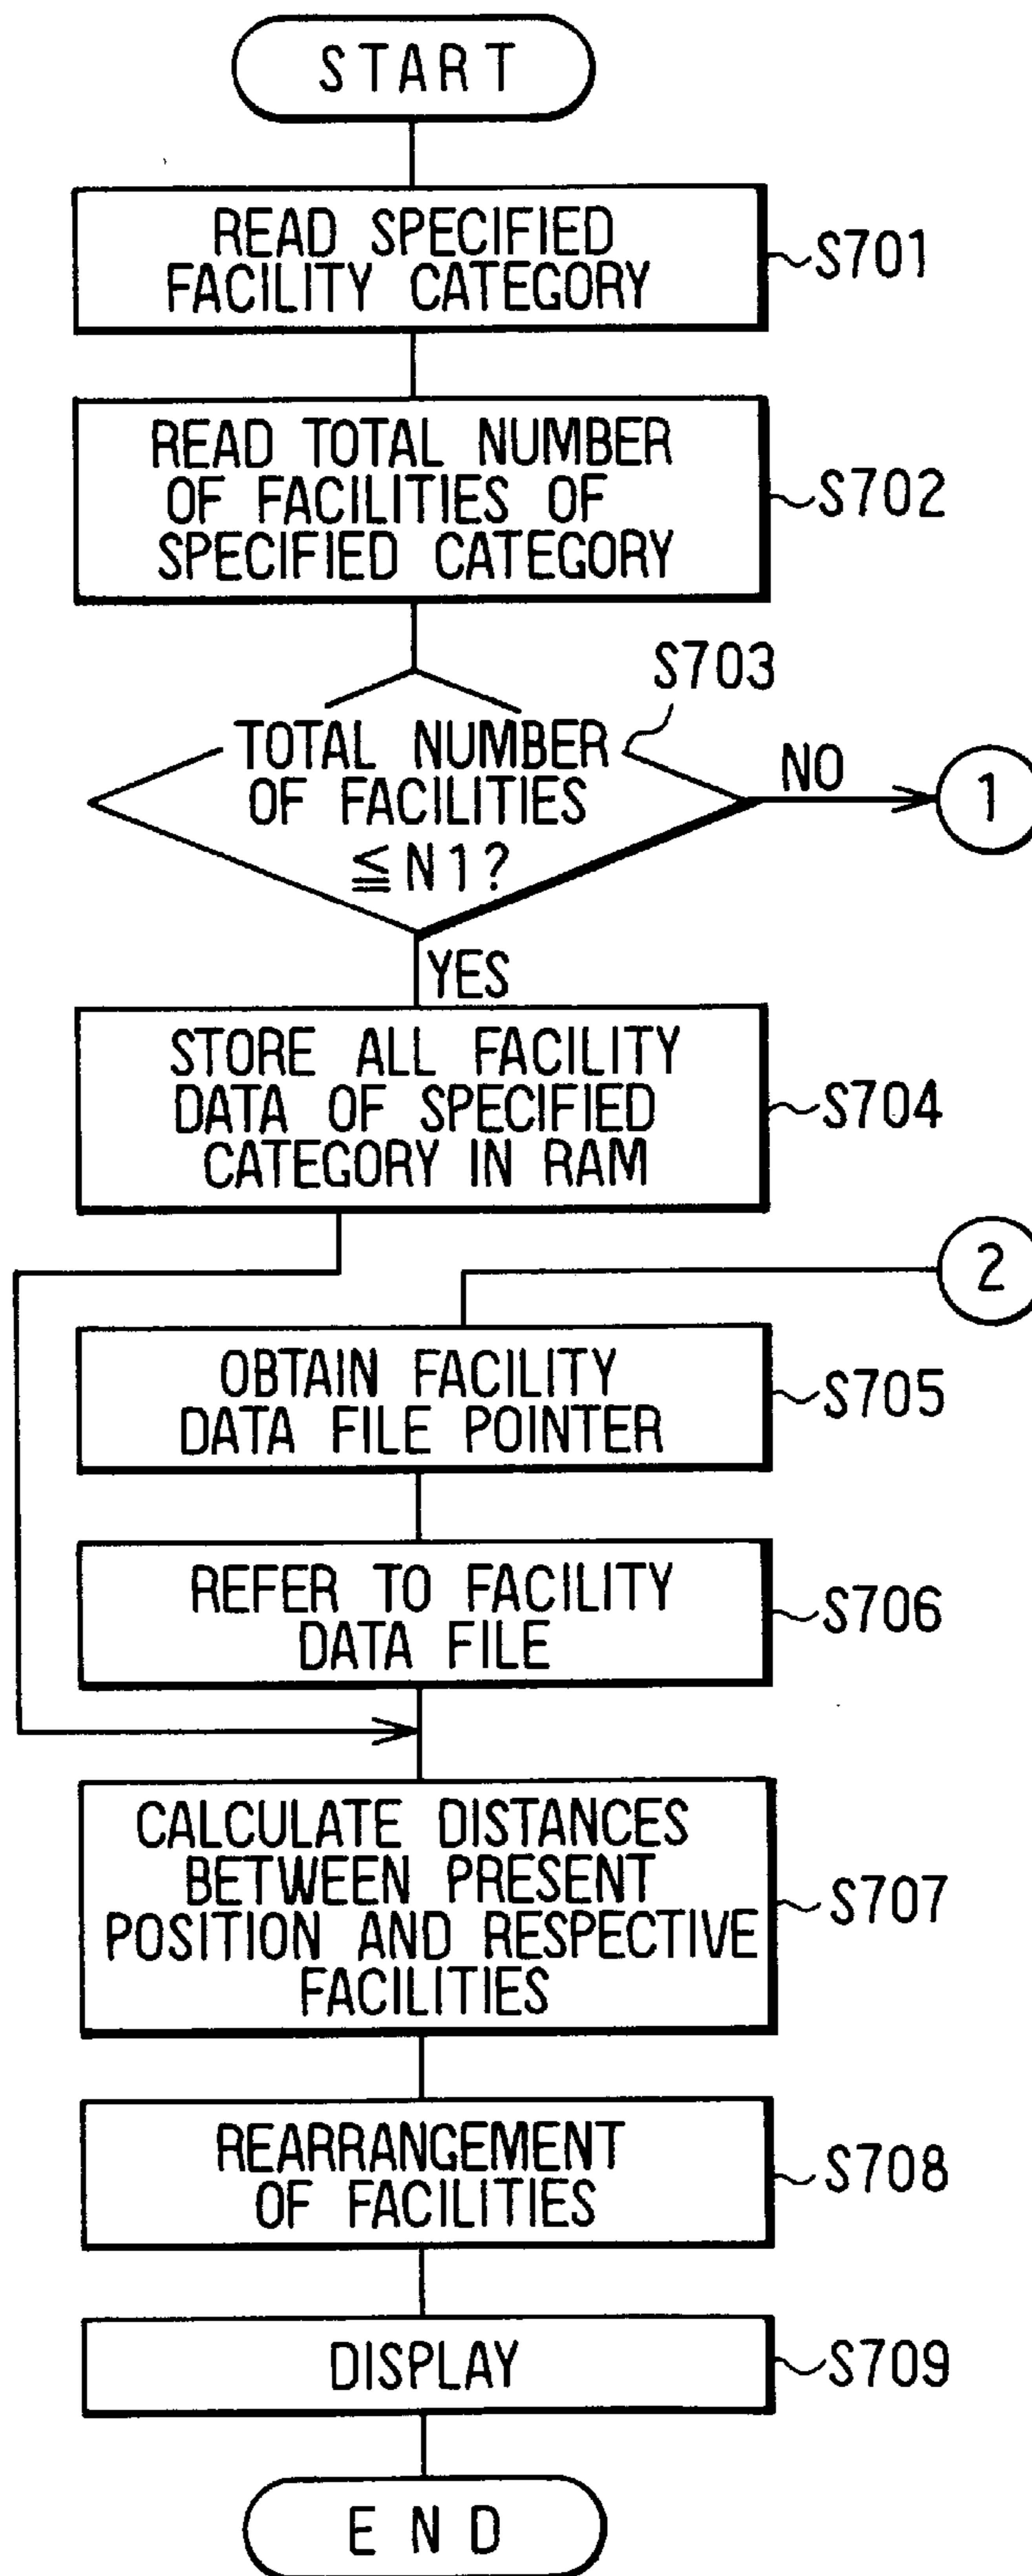 START
READ SPECIFIED
FACILITY CATEGORY
S701
READ TOTAL NUMBER
OF FACILITIES OF
SPECIFIED CATEGORY
S702
S703
TOTAL NUMBER
OF FACILITIES
≦N1?
NO
1
YES
STORE ALL FACILITY
DATA OF SPECIFIED
CATEGORY IN RAM
S704
2
OBTAIN FACILITY
DATA FILE POINTER
S705
REFER TO FACILITY
DATA FILE
S706
CALCULATE DISTANCES
BETWEEN PRESENT
POSITION AND RESPECTIVE
FACILITIES
S707
REARRANGEMENT
OF FACILITIES
S708
DISPLAY
S709
END